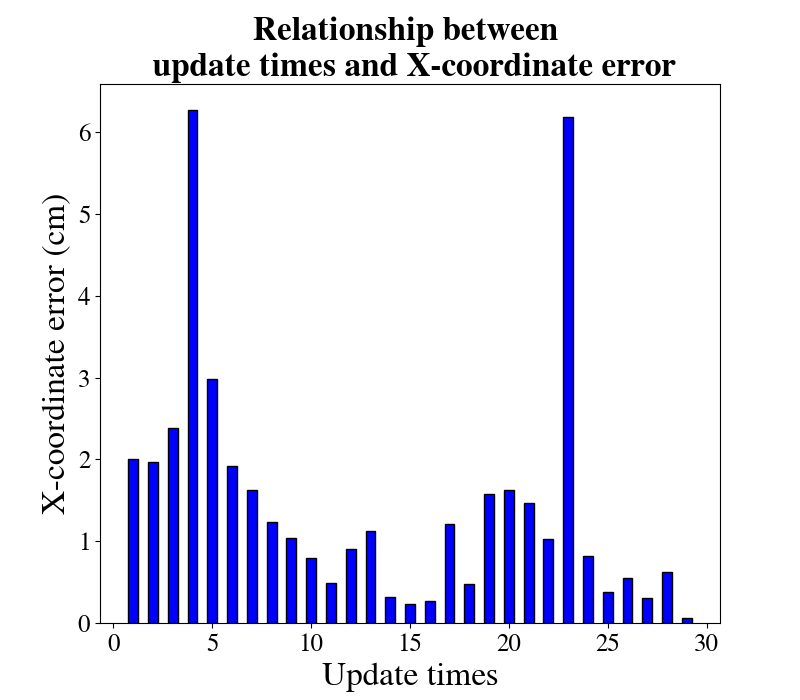 Relationship between
update times and X-coordinate error
X-coordinate error (cm)
6
5
4
3
2
1
0
0 5 10 15 20 25 30
Update times